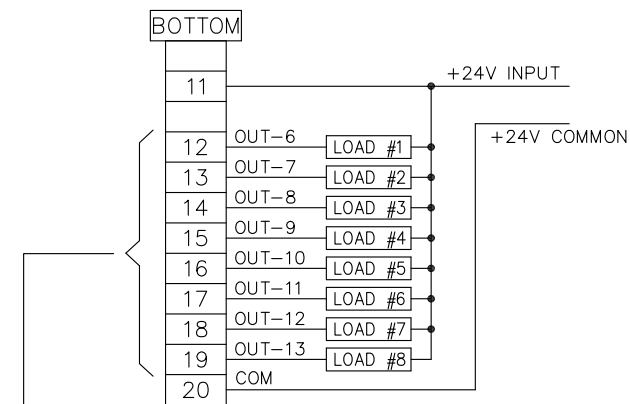 BOTTOM
11
+24V INPUT
+24V COMMON
12 OUT-6 LOAD #1
13 OUT-7 LOAD #2
14 OUT-8 LOAD #3
15 OUT-9 LOAD #4
16 OUT-10 LOAD #5
17 OUT-11 LOAD #6
18 OUT-12 LOAD #7
19 OUT-13 LOAD #8
20 COM